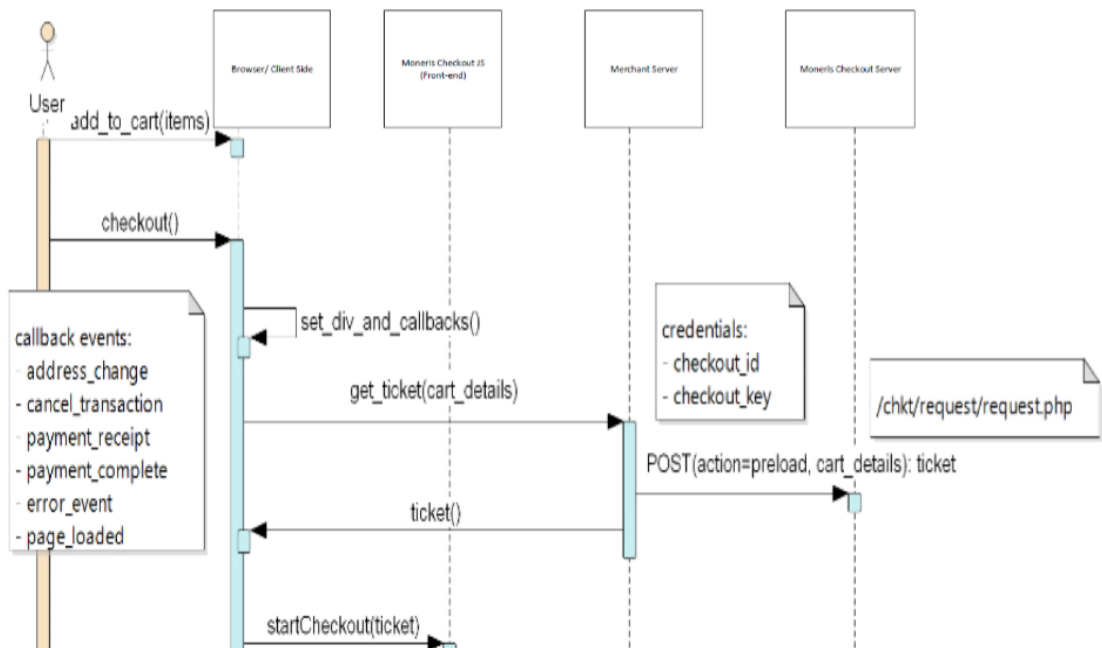 Browser/ Client Side
Moneris Checkout JS
(Front-end)
Merchant Server
Moneris Checkout Server
User
add_to_cart(items)
checkout()
set_div_and_callbacks()
callback events:
- address_change
- cancel_transaction
- payment_receipt
- payment_complete
- error_event
- page_loaded
get_ticket(cart_details)
credentials:
- checkout_id
- checkout_key
/chkt/request/request.php
POST(action=preload, cart_details): ticket
ticket()
startCheckout(ticket)